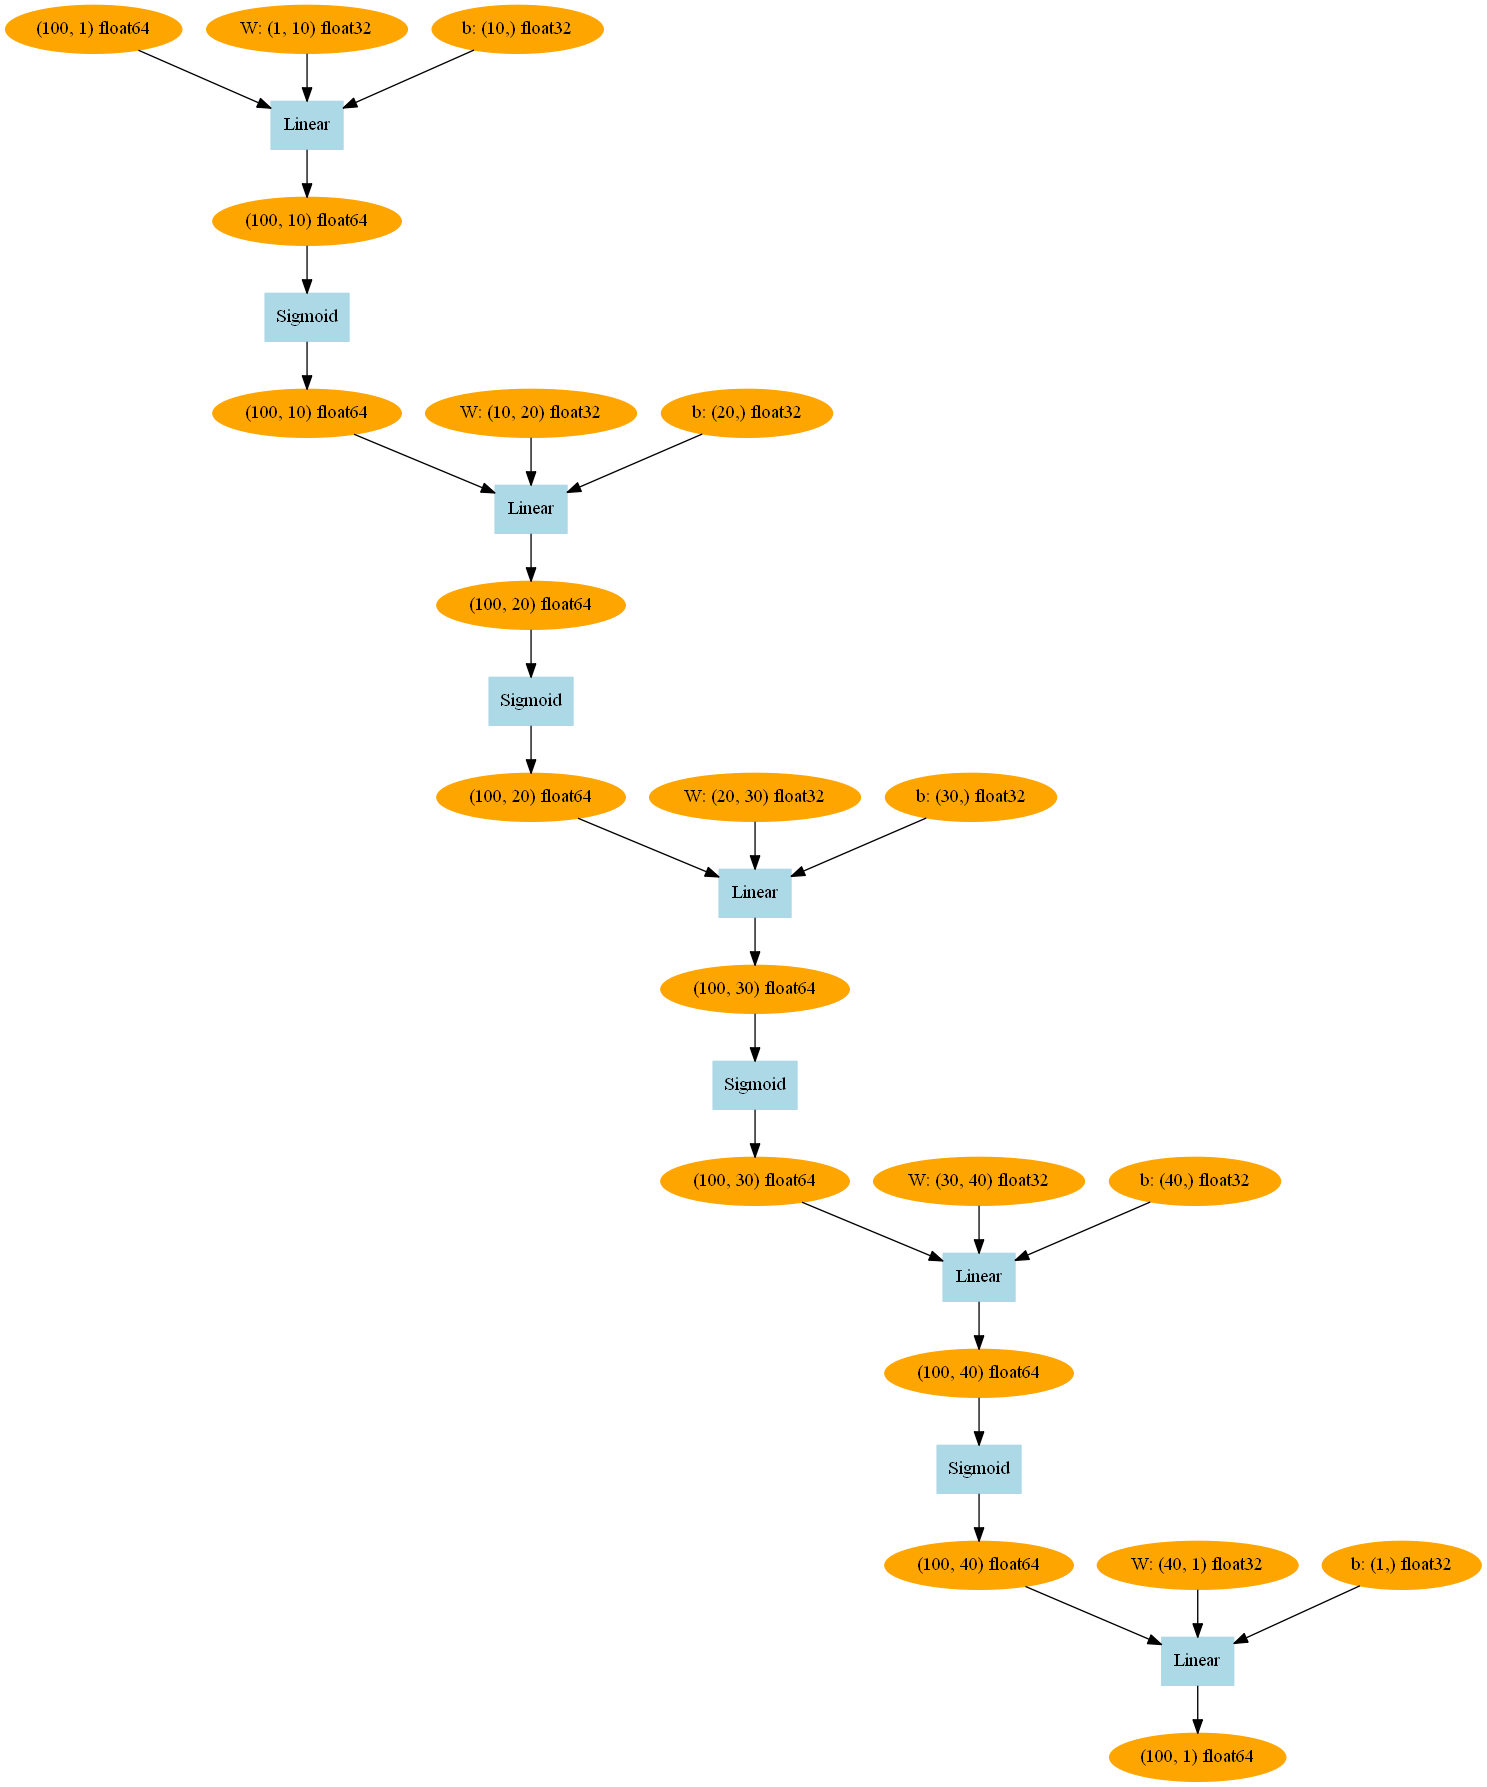 (100, 1) float64
W: (1, 10) float32
b: (10,) float32
Linear
(100, 10) float64
Sigmoid
(100, 10) float64
W: (10, 20) float32
b: (20,) float32
Linear
(100, 20) float64
Sigmoid
(100, 20) float64
W: (20, 30) float32
b: (30,) float32
Linear
(100, 30) float64
Sigmoid
(100, 30) float64
W: (30, 40) float32
b: (40,) float32
Linear
(100, 40) float64
Sigmoid
(100, 40) float64
W: (40, 1) float32
b: (1,) float32
Linear
(100, 1) float64